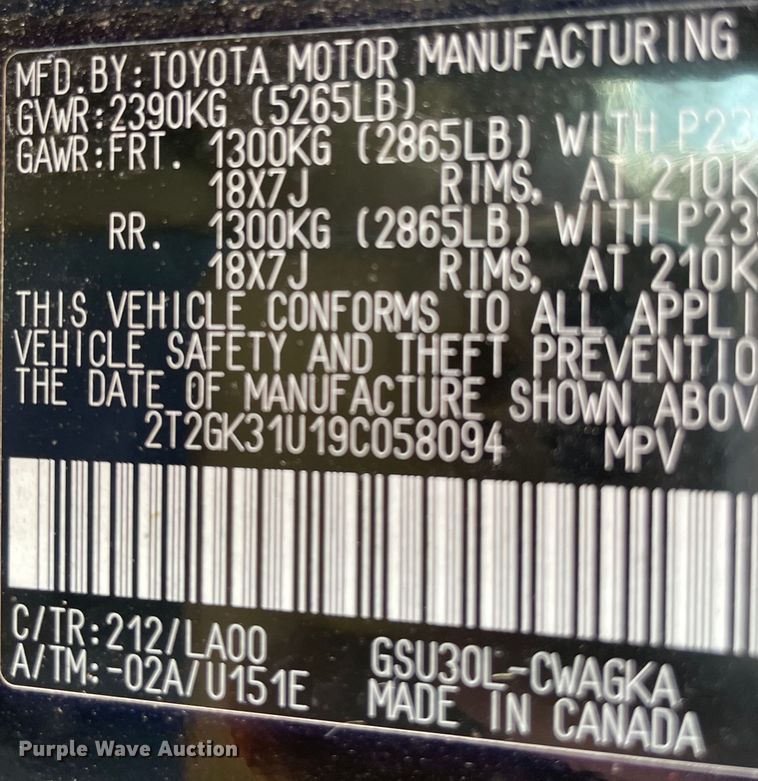 MFD.BY:TOYOTA MOTOR MANUFACTURING
GVWR:2390KG (5265LB)
GAWR:FRT. 1300KG (2865LB) WITH P23
18X7J RIMS, AT 210K
RR. 1300KG (2865LB) WITH P23
18X7J RIMS, AT 210K
THIS VEHICLE CONFORMS TO ALL APPLI
VEHICLE SAFETY AND THEFT PREVENTIO
THE DATE OF MANUFACTURE SHOWN ABOV
2T2GK31U19C058094 MPV
C/TR:212/LA00 GSU30L-CWAGKA
A/TM:-02A/U151E MADE IN CANADA
Purple Wave Auction